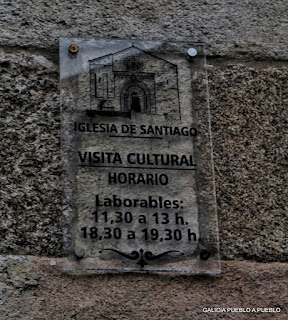 IGLESIA DE SANTIAGO
VISITA CULTURAL
HORARIO
Laborables:
11,30 a 13 h.
18,30 a 19,30 h.
GALICIA PUEBLO A PUEBLO